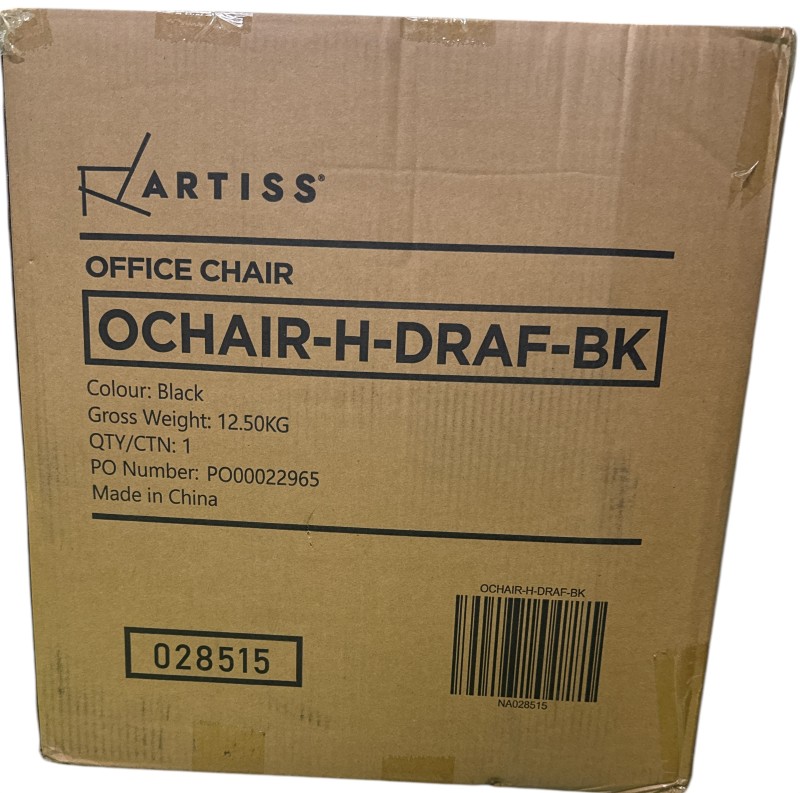 ARTISS®
OFFICE CHAIR
OCHAIR-H-DRAF-BK
Colour: Black
Gross Weight: 12.50KG
QTY/CTN: 1
PO Number: PO00022965
Made in China
OCHAIR-H-DRAF-BK
028515
NA028515